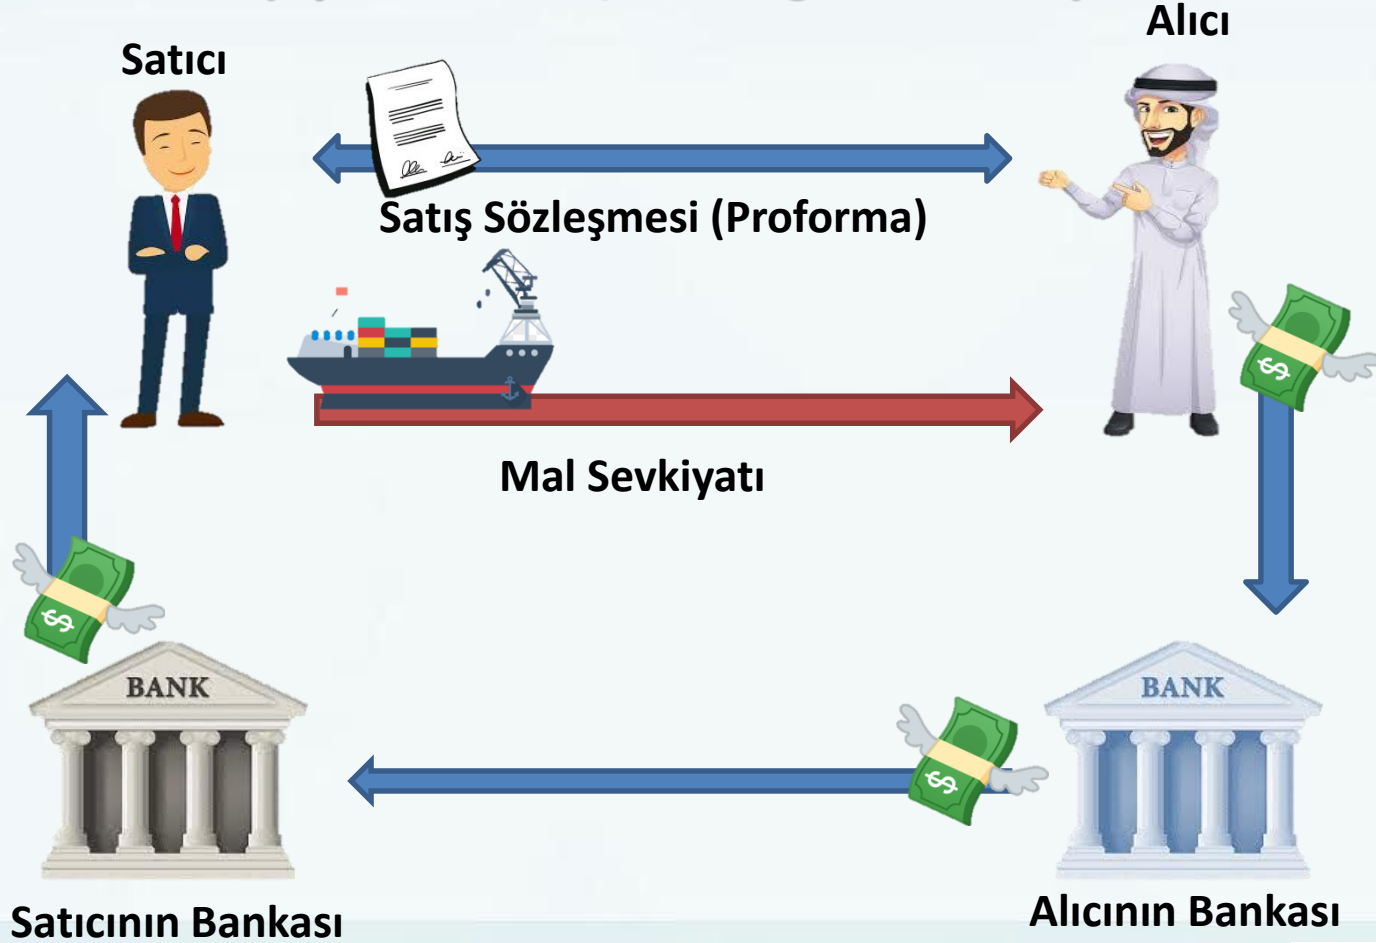 Alıcı
Satıcı
Satış Sözleşmesi (Proforma)
Mal Sevkiyatı
BANK
BANK
Alıcının Bankası
Satıcının Bankası